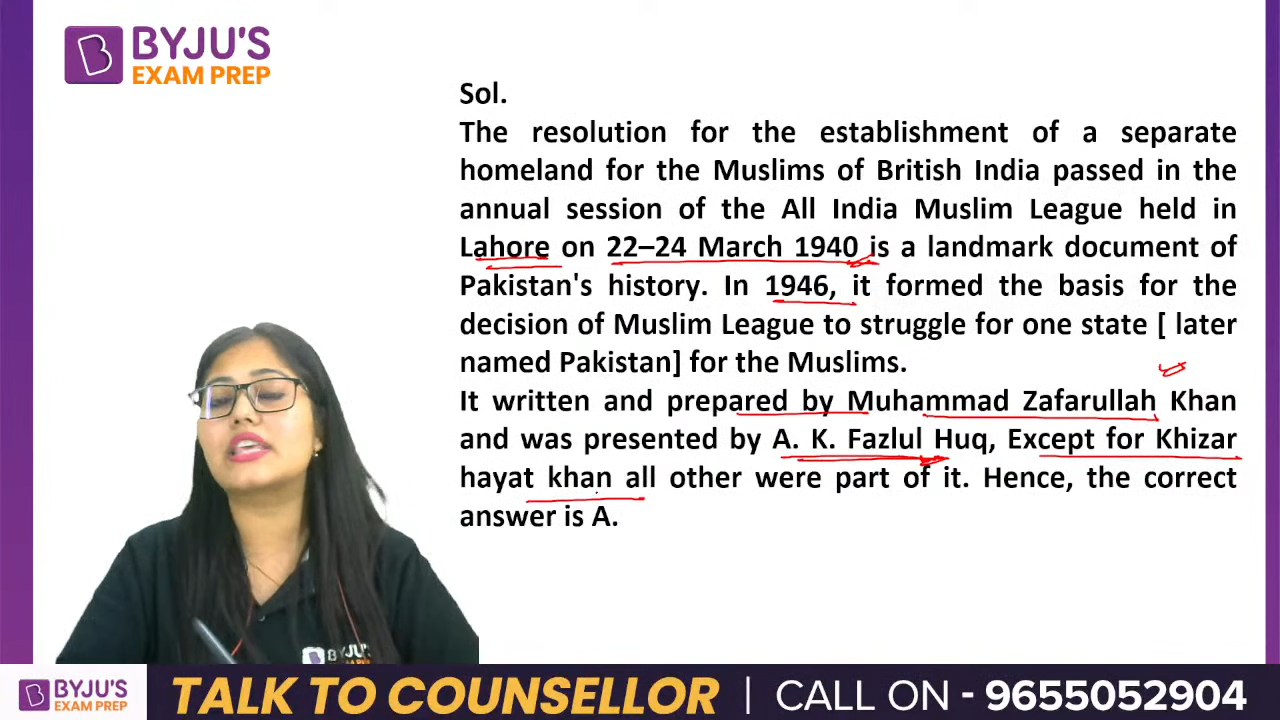 BYJU'S
EXAM PREP
Sol.
The resolution for the establishment of a separate
homeland for the Muslims of British India passed in the
annual session of the All India Muslim League held in
Lahore on 22–24 March 1940 is a landmark document of
Pakistan's history. In 1946, it formed the basis for the
decision of Muslim League to struggle for one state [ later
named Pakistan] for the Muslims.
It written and prepared by Muhammad Zafarullah Khan
and was presented by A. K. Fazlul Huq, Except for Khizar
hayat khan all other were part of it. Hence, the correct
answer is A.
BYJU'S
EXAM PREP
BYJU'S
EXAM PREP
TALK TO COUNSELLOR | CALL ON - 9655052904